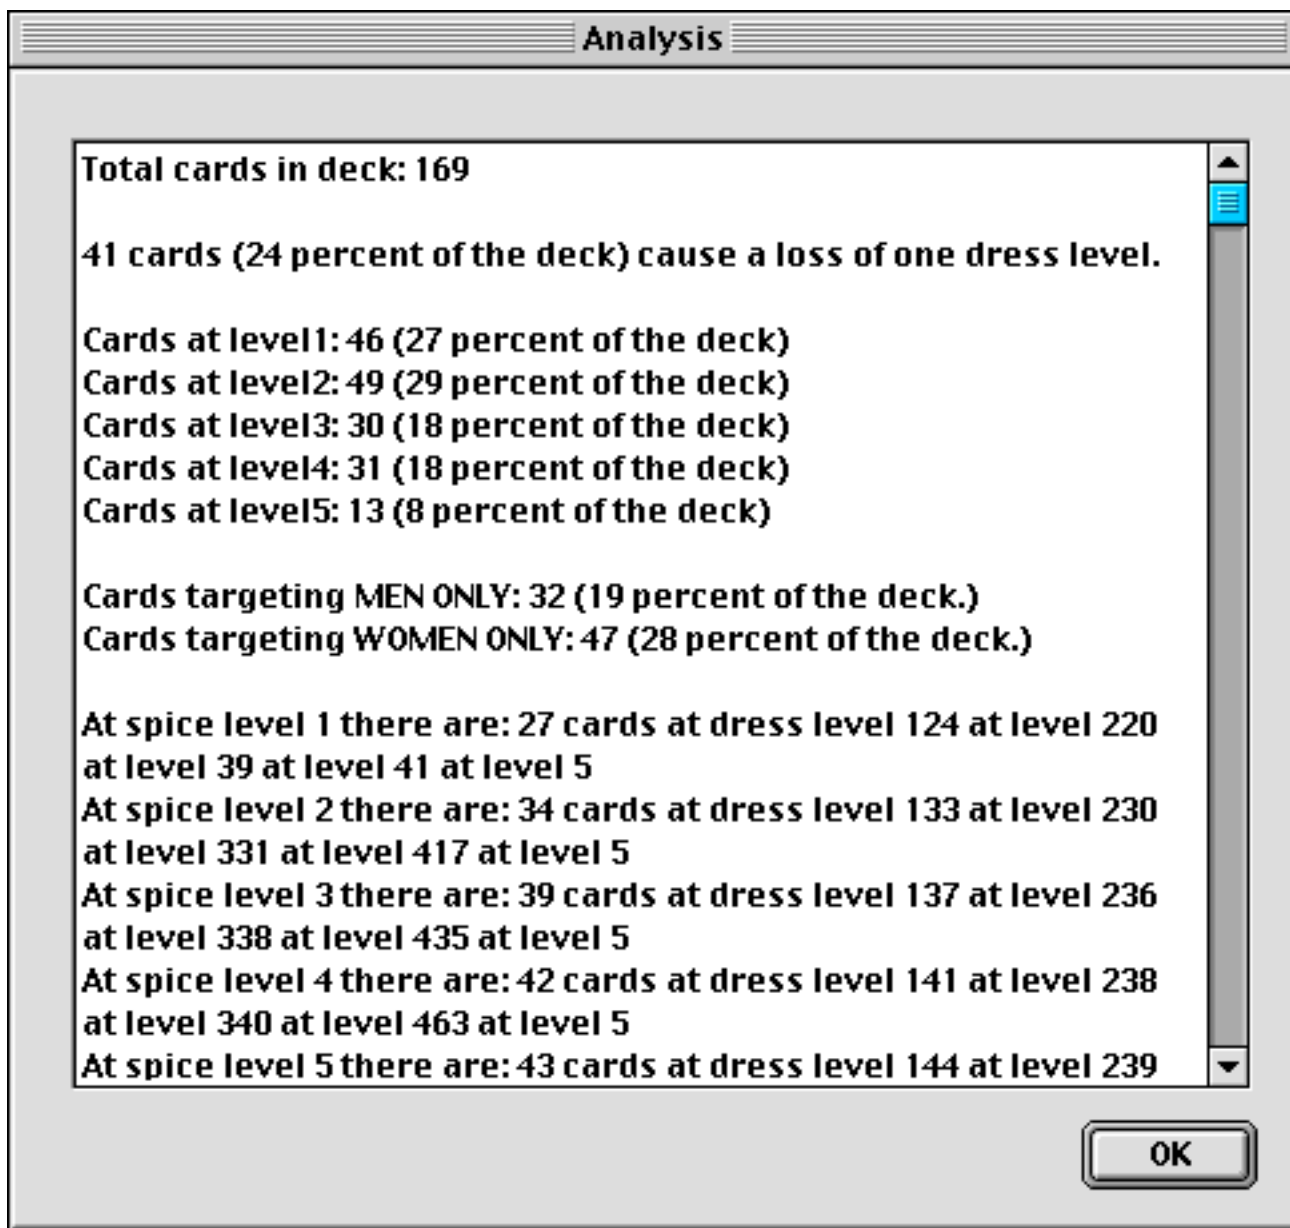 Analysis
Total cards in deck: 169
41 cards (24 percent of the deck) cause a loss of one dress level.
Cards at level1: 46 (27 percent of the deck)
Cards at level2: 49 (29 percent of the deck)
Cards at level3: 30 (18 percent of the deck)
Cards at level4: 31 (18 percent of the deck)
Cards at level5: 13 (8 percent of the deck)
Cards targeting MEN ONLY: 32 (19 percent of the deck.)
Cards targeting WOMEN ONLY: 47 (28 percent of the deck.)
At spice level 1 there are: 27 cards at dress level 124 at level 220
at level 39 at level 41 at level 5
At spice level 2 there are: 34 cards at dress level 133 at level 230
at level 331 at level 417 at level 5
At spice level 3 there are: 39 cards at dress level 137 at level 236
at level 338 at level 435 at level 5
At spice level 4 there are: 42 cards at dress level 141 at level 238
at level 340 at level 463 at level 5
At spice level 5 there are: 43 cards at dress level 144 at level 239
OK